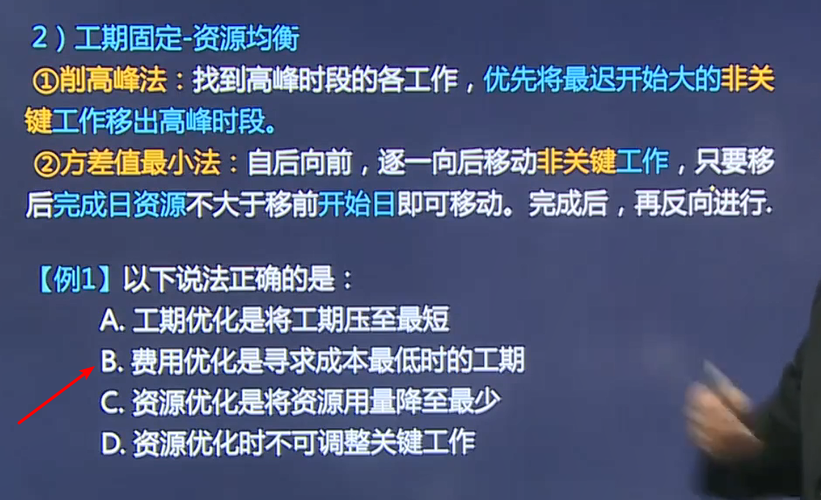 2）工期固定-资源均衡
①削高峰法：找到高峰时段的各工作，优先将最迟开始大的非关
键工作移出高峰时段。
②方差值最小法：自后向前，逐一向后移动非关键工作，只要移
后完成日资源不大于移前开始日即可移动。完成后，再反向进行.
【例1】以下说法正确的是：
A. 工期优化是将工期压至最短
B. 费用优化是寻求成本最低时的工期
C. 资源优化是将资源用量降至最少
D. 资源优化时不可调整关键工作